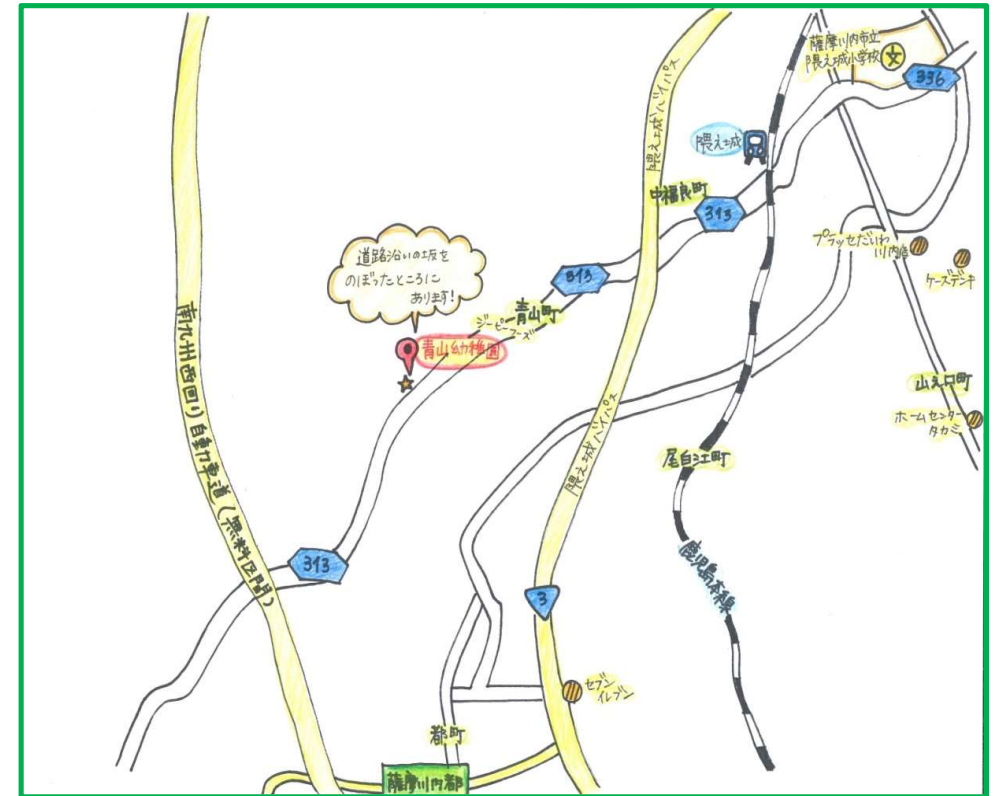 薩摩川内市立
隈之城小学校
文
336
隈之城バイパス
隈之城
中福良町
313
プラッセだいわ
川内店
ケーズデンキ
道路沿いの坂を
のぼったところに
あります!
313
青山町
ジーピーフーズ
青山幼稚園
南九州西回り自動車道(無料区間)
山之口町
ホームセンター
タカミ
隈之城バイパス
尾白江町
鹿児島本線
313
3
セブン
イレブン
都町
薩摩川内都